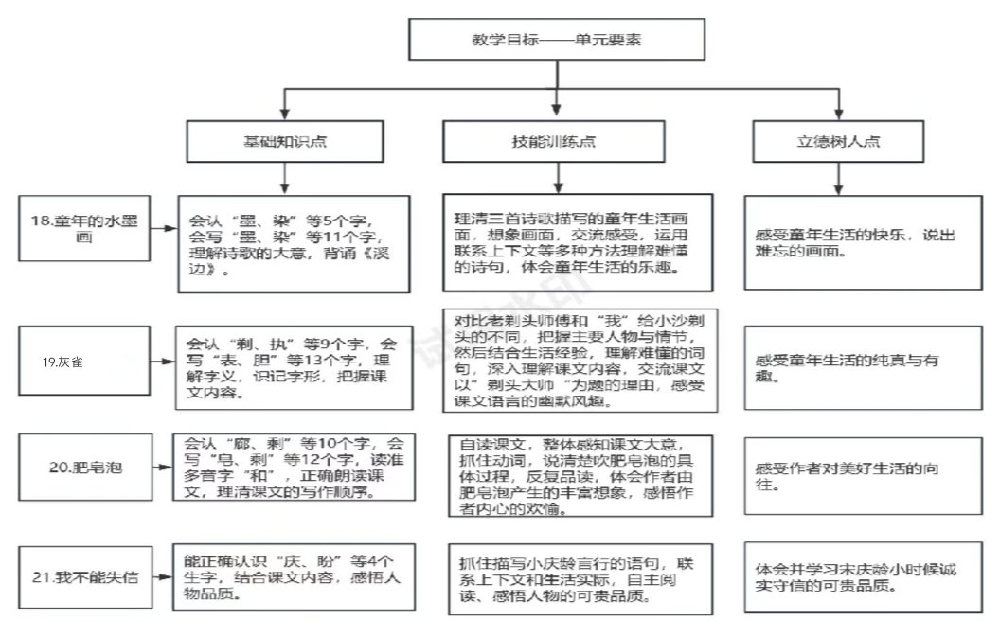 教学目标——单元要素
基础知识点
技能训练点
立德树人点
18.童年的水墨
画
会认“墨、染”等5个字，
会写“墨、染”等11个字，
理解诗歌的大意，背诵《溪
边》。
理清三首诗歌描写的童年生活画
面，想象画面，交流感受，运用
联系上下文等多种方法理解难懂
的诗句，体会童年生活的乐趣。
感受童年生活的快乐，说出
难忘的画面。
19.灰雀
会认“剃、执”等9个字，会
写“表、胆”等13个字，理
解字义，识记字形，把握课
文内容。
对比老剃头师傅和“我”给小沙剃
头的不同，把握主要人物与情节，
然后结合生活经验，理解难懂的词
句，深入理解课文内容，交流课文
以”剃头大师“为题的理由，感受
课文语言的幽默风趣。
感受童年生活的纯真与有
趣。
20.肥皂泡
会认“廊、剩”等10个字，会
写“皂、剩”等12个字，读准
多音字“和”，正确朗读课
文，理清课文的写作顺序。
自读课文，整体感知课文大意，
抓住动词，说清楚吹肥皂泡的具
体过程，反复品读，体会作者由
肥皂泡产生的丰富想象，感悟作
者内心的欢愉。
感受作者对美好生活的向
往。
21.我不能失信
能正确认识“庆、盼”等4个
生字，结合课文内容，感悟人
物品质。
抓住描写小庆龄言行的语句，联
系上下文和生活实际，自主阅
读、感悟人物的可贵品质。
体会并学习宋庆龄小时候诚
实守信的可贵品质。